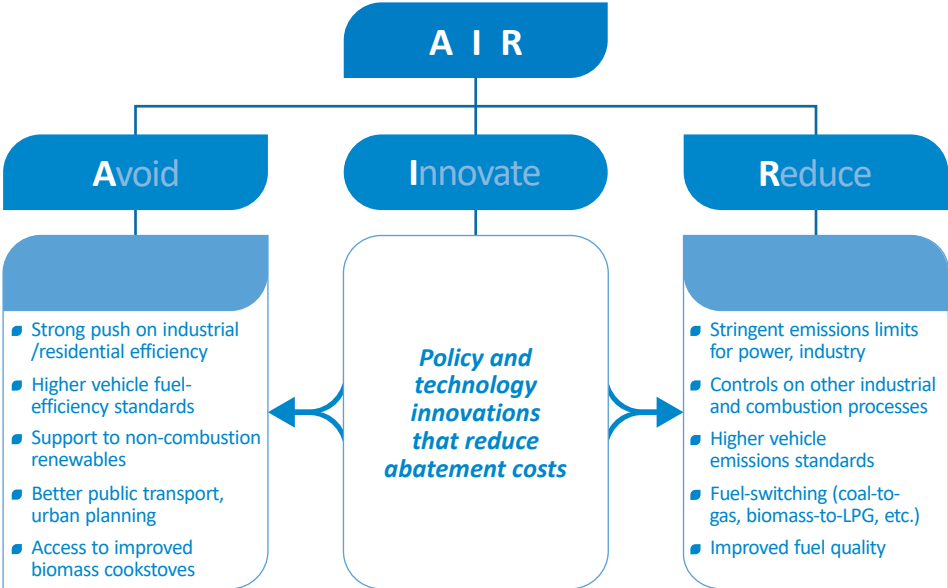 A I R
Avoid
Innovate
Reduce
Strong push on industrial
/residential efficiency
Higher vehicle fuel-
efficiency standards
Support to non-combustion
renewables
Better public transport,
urban planning
Access to improved
biomass cookstoves
Policy and
technology
innovations
that reduce
abatement costs
Stringent emissions limits
for power, industry
Controls on other industrial
and combustion processes
Higher vehicle
emissions standards
Fuel-switching (coal-to-
gas, biomass-to-LPG, etc.)
Improved fuel quality